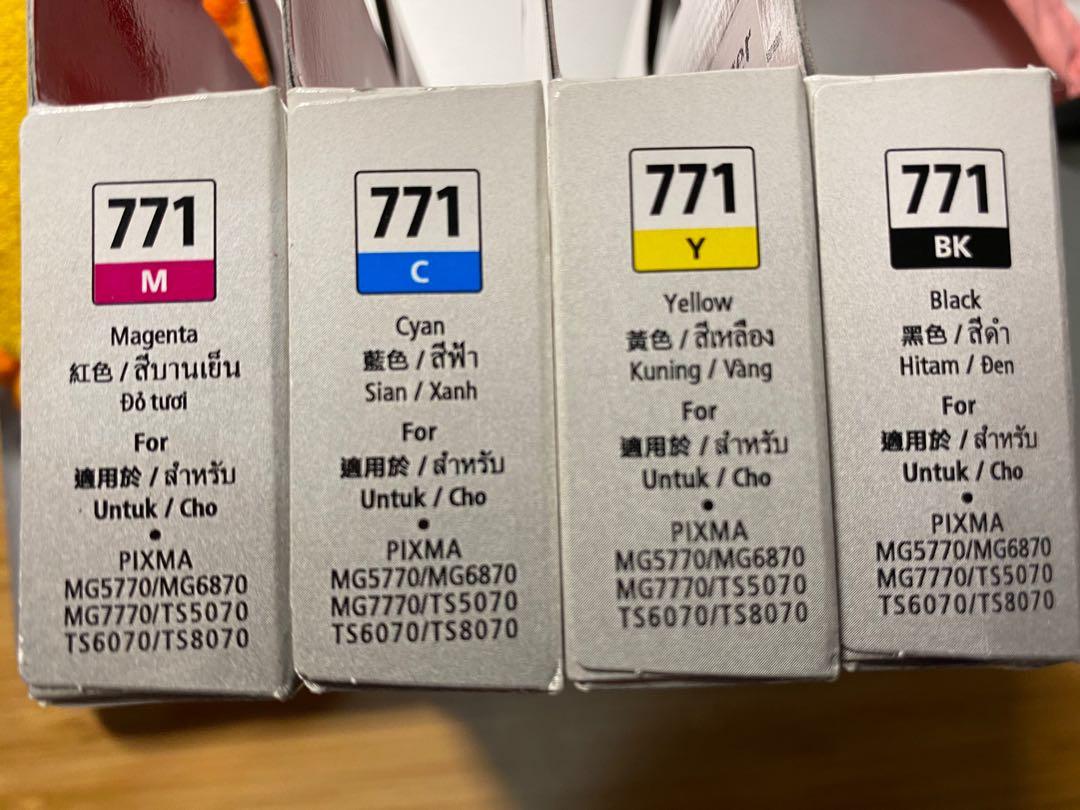 771
M
Magenta
紅色 / สีบานเย็น
Đỏ tươi
For
適用於 / สำหรับ
Untuk / Cho
•
PIXMA
MG5770/MG6870
MG7770/TS5070
TS6070/TS8070
771
C
Cyan
藍色 / สีฟ้า
Sian / Xanh
For
適用於 / สำหรับ
Untuk / Cho
•
PIXMA
MG5770/MG6870
MG7770/TS5070
TS6070/TS8070
771
Y
Yellow
黃色 / สีเหลือง
Kuning / Vàng
For
適用於 / สำหรับ
Untuk / Cho
•
PIXMA
MG5770/MG6870
MG7770/TS5070
TS6070/TS8070
771
BK
Black
黑色 / สีดำ
Hitam / Đen
For
適用於 / สำหรับ
Untuk / Cho
•
PIXMA
MG5770/MG6870
MG7770/TS5070
TS6070/TS8070